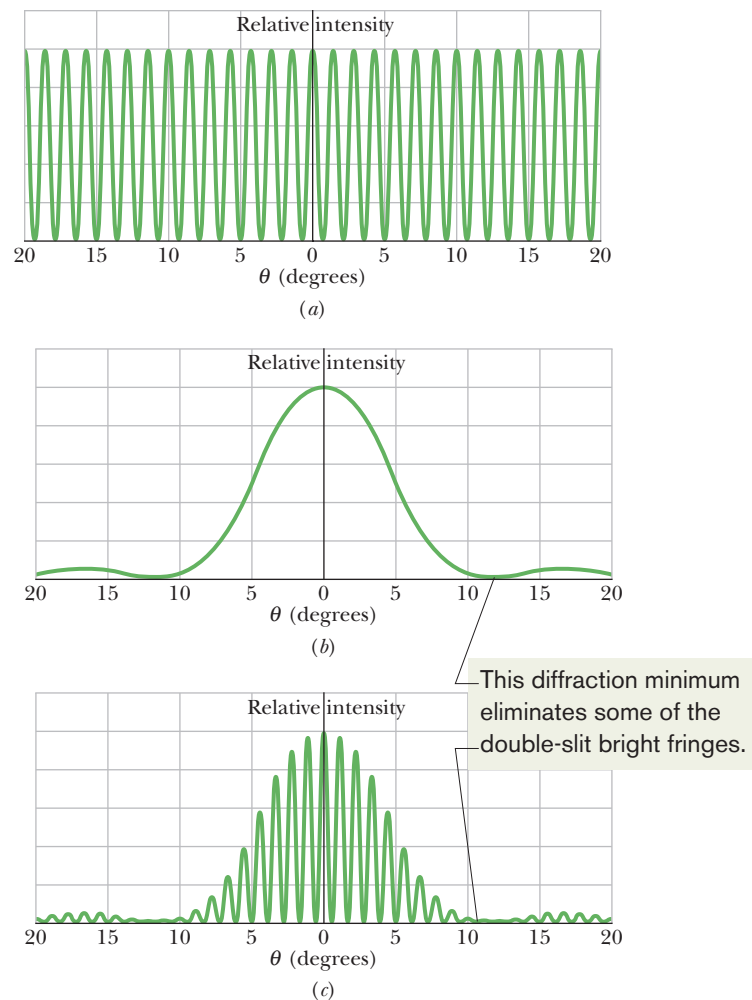 Relative intensity
20 15 10 5 0 5 10 15 20
θ (degrees)
(a)
Relative intensity
20 15 10 5 0 5 10 15 20
θ (degrees)
(b)
This diffraction minimum
eliminates some of the
double-slit bright fringes.
Relative intensity
20 15 10 5 0 5 10 15 20
θ (degrees)
(c)